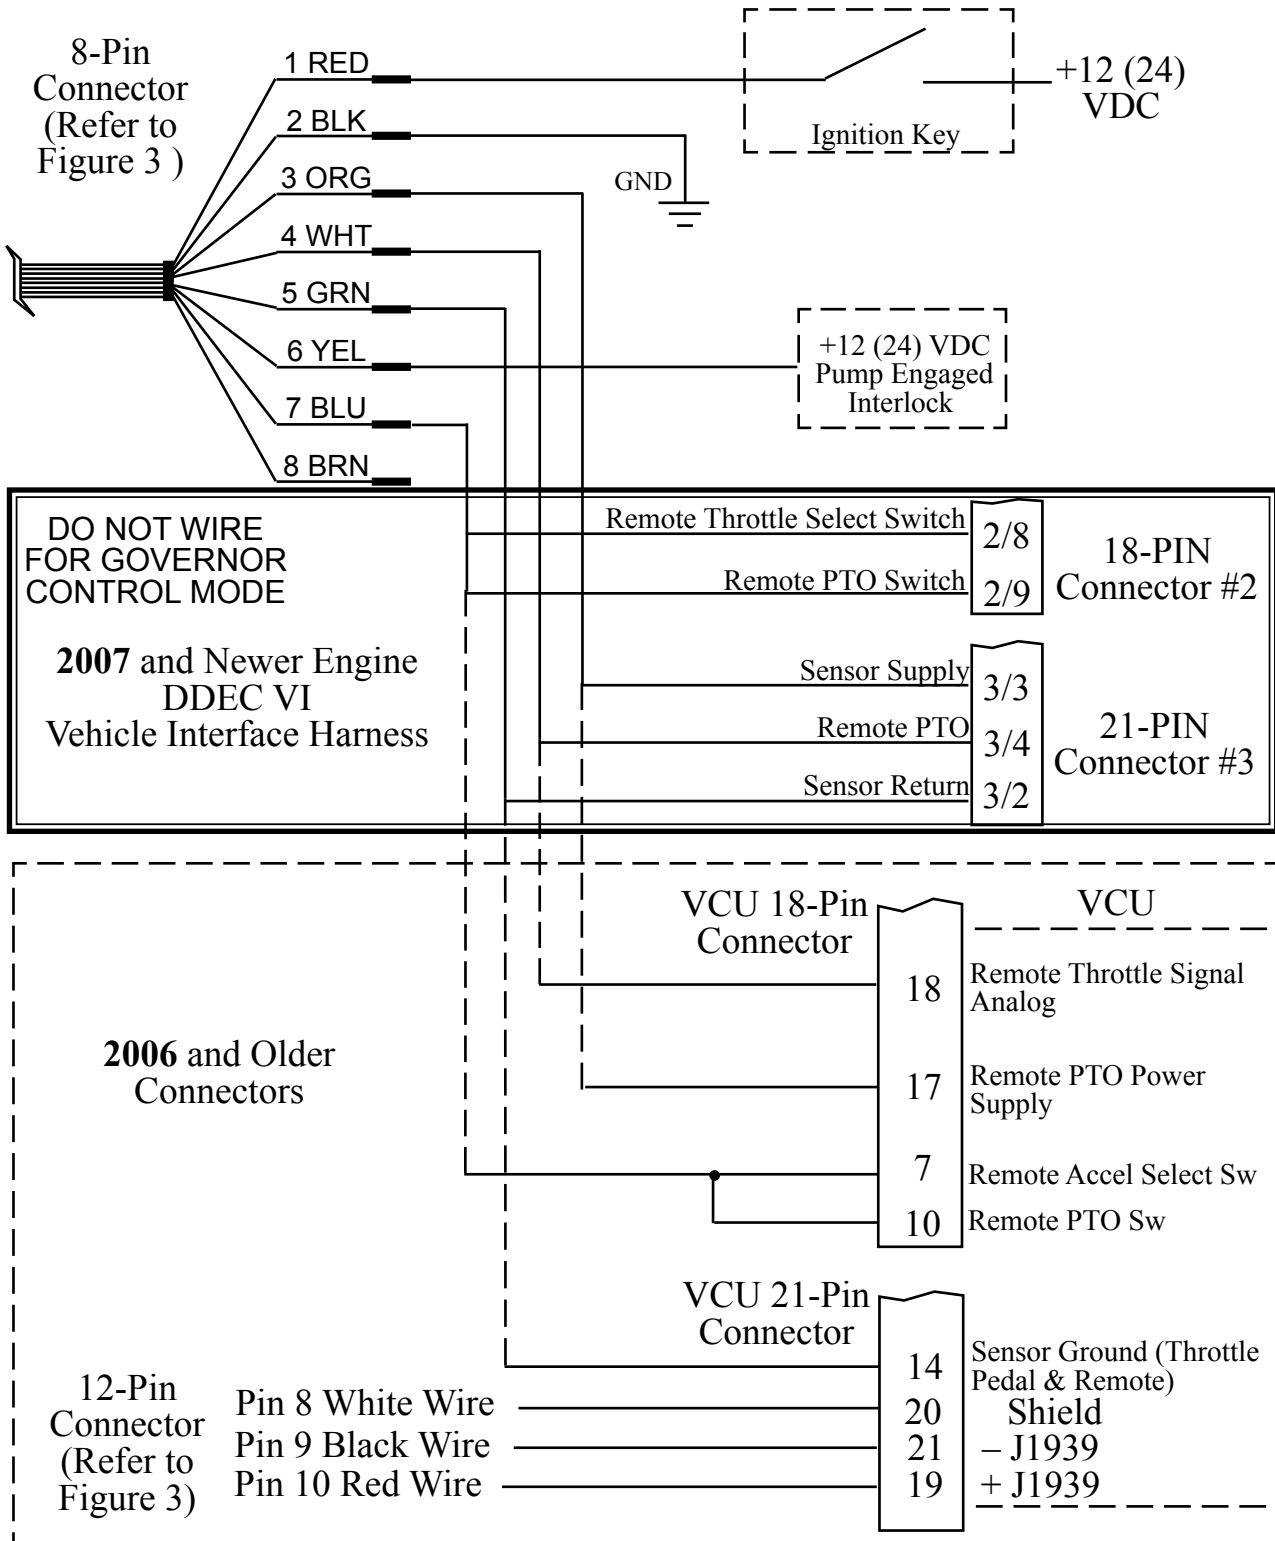 8-Pin
Connector
(Refer to
Figure 3 )
1 RED
2 BLK
3 ORG
4 WHT
5 GRN
6 YEL
7 BLU
8 BRN
GND
Ignition Key
+12 (24)
VDC
+12 (24) VDC
Pump Engaged
Interlock
DO NOT WIRE
FOR GOVERNOR
CONTROL MODE
2007 and Newer Engine
DDEC VI
Vehicle Interface Harness
Remote Throttle Select Switch
2/8
Remote PTO Switch
2/9
18-PIN
Connector #2
Sensor Supply
3/3
Remote PTO
3/4
Sensor Return
3/2
21-PIN
Connector #3
2006 and Older
Connectors
VCU 18-Pin
Connector
VCU
18
Remote Throttle Signal
Analog
17
Remote PTO Power
Supply
7
Remote Accel Select Sw
10
Remote PTO Sw
VCU 21-Pin
Connector
14
Sensor Ground (Throttle
Pedal & Remote)
12-Pin
Connector
(Refer to
Figure 3)
Pin 8 White Wire
20
Shield
Pin 9 Black Wire
21
– J1939
Pin 10 Red Wire
19
+ J1939